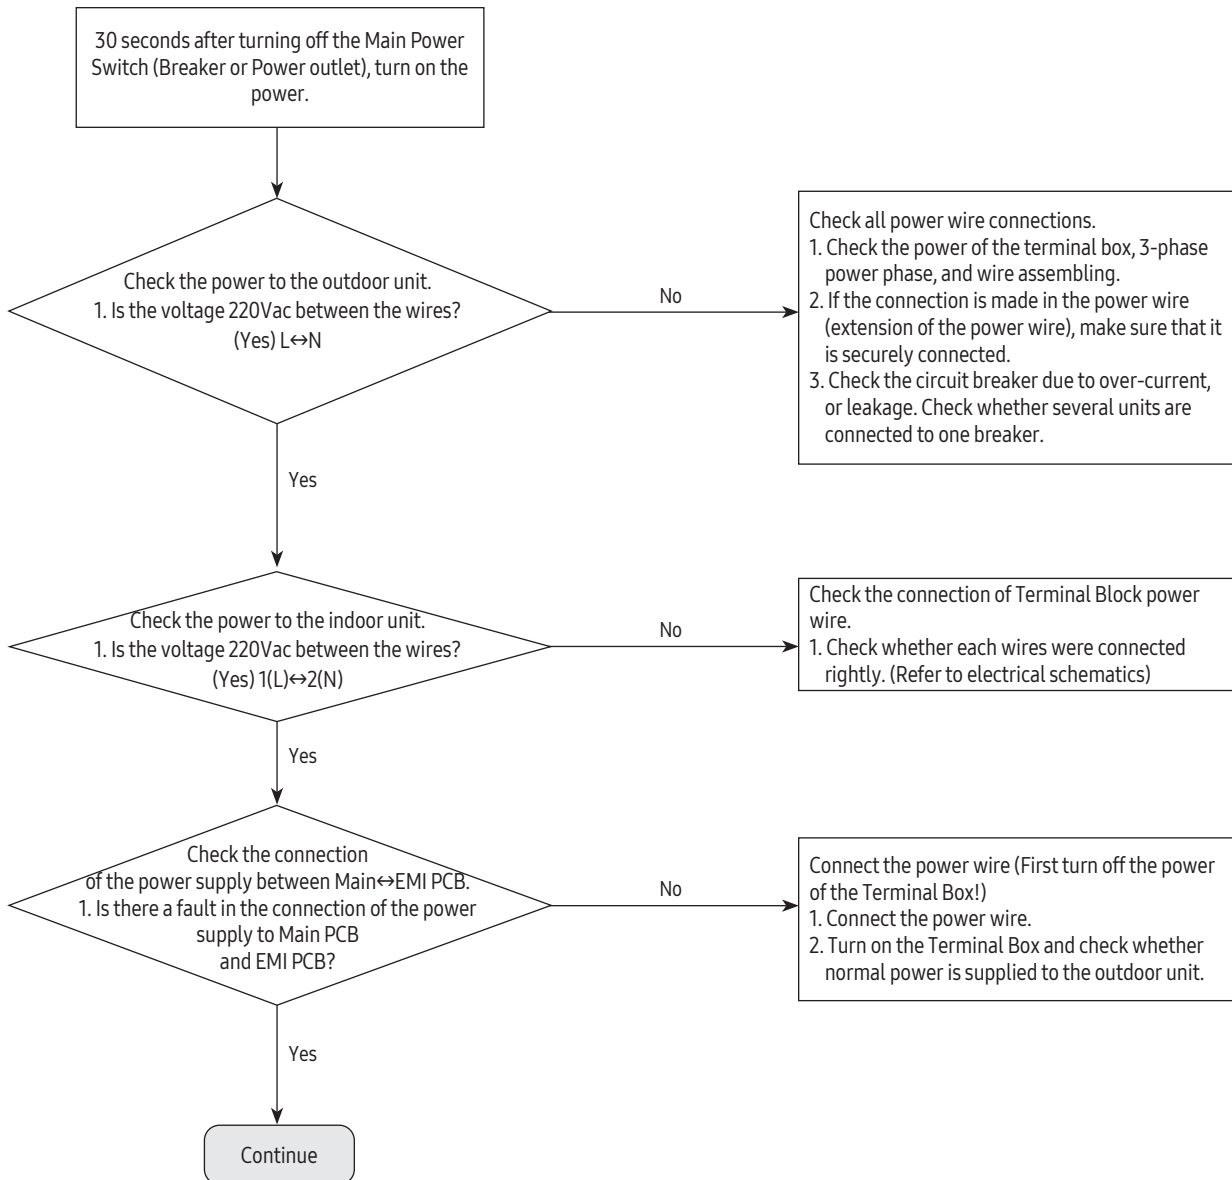 30 seconds after turning off the Main Power
Switch (Breaker or Power outlet), turn on the
power.
Check the power to the outdoor unit.
1. Is the voltage 220Vac between the wires?
(Yes) L↔N
No
Check all power wire connections.
1. Check the power of the terminal box, 3-phase
power phase, and wire assembling.
2. If the connection is made in the power wire
(extension of the power wire), make sure that it
is securely connected.
3. Check the circuit breaker due to over-current,
or leakage. Check whether several units are
connected to one breaker.
Yes
Check the power to the indoor unit.
1. Is the voltage 220Vac between the wires?
(Yes) 1(L)↔2(N)
No
Check the connection of Terminal Block power
wire.
1. Check whether each wires were connected
rightly. (Refer to electrical schematics)
Yes
Check the connection
of the power supply between Main↔EMI PCB.
1. Is there a fault in the connection of the power
supply to Main PCB
and EMI PCB?
No
Connect the power wire (First turn off the power
of the Terminal Box!)
1. Connect the power wire.
2. Turn on the Terminal Box and check whether
normal power is supplied to the outdoor unit.
Yes
Continue